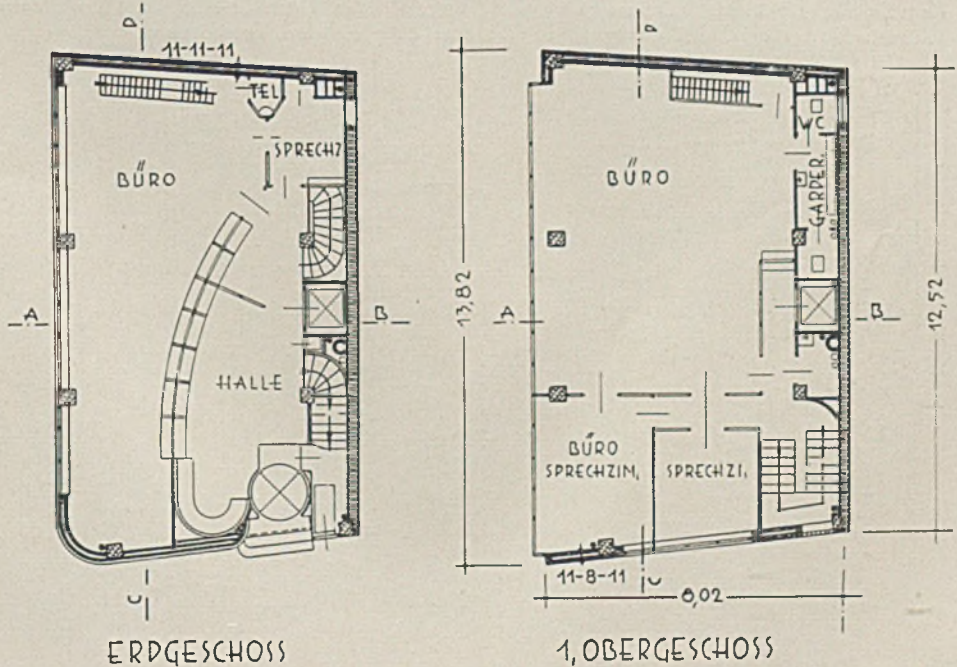 D
11-11-11
TEL
SPRECHZ
BÜRO
A
B
HALLE
C
ERDGESCHOSS
D
WC
BÜRO
GARDER.
13,82
12,52
A
B
BÜRO
SPRECHZIM,
SPRECHZI,
11-8-11
C
8,02
1, OBERGESCHOSS